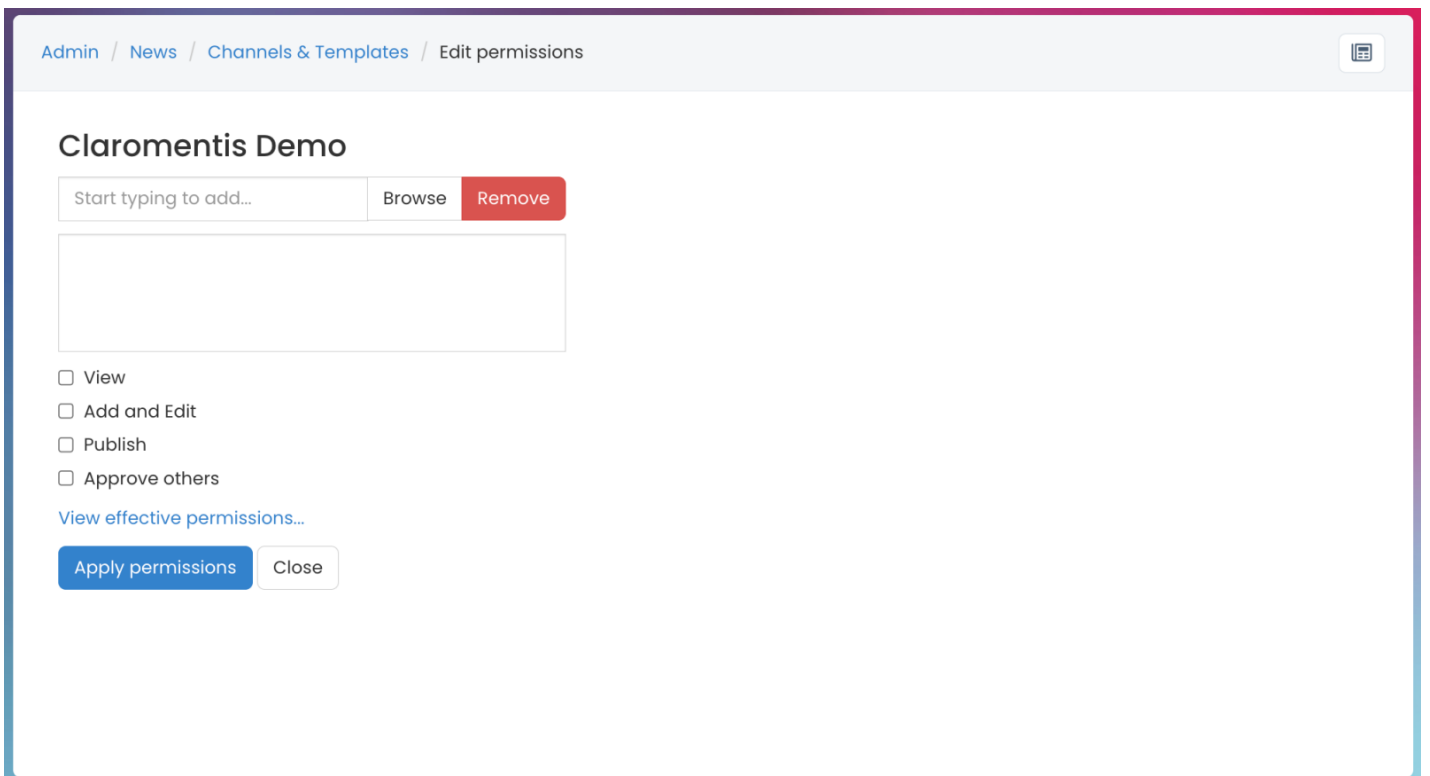 Admin / News / Channels & Templates / Edit permissions
Claromentis Demo
Start typing to add... Browse Remove
View
Add and Edit
Publish
Approve others
View effective permissions...
Apply permissions Close